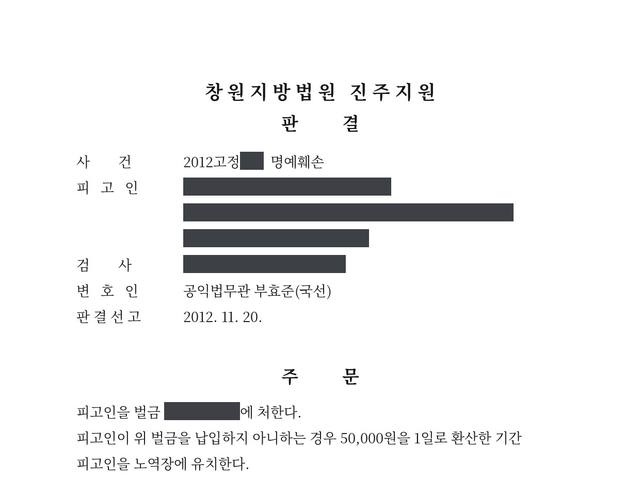 창원지방법원 진주지원
판 결
사 건 2012고정 명예훼손
피 고 인
검 사
변 호 인 공익법무관 부효준(국선)
판 결 선 고 2012. 11. 20.
주 문
피고인을 벌금 에 처한다.
피고인이 위 벌금을 납입하지 아니하는 경우 50,000원을 1일로 환산한 기간
피고인을 노역장에 유치한다.